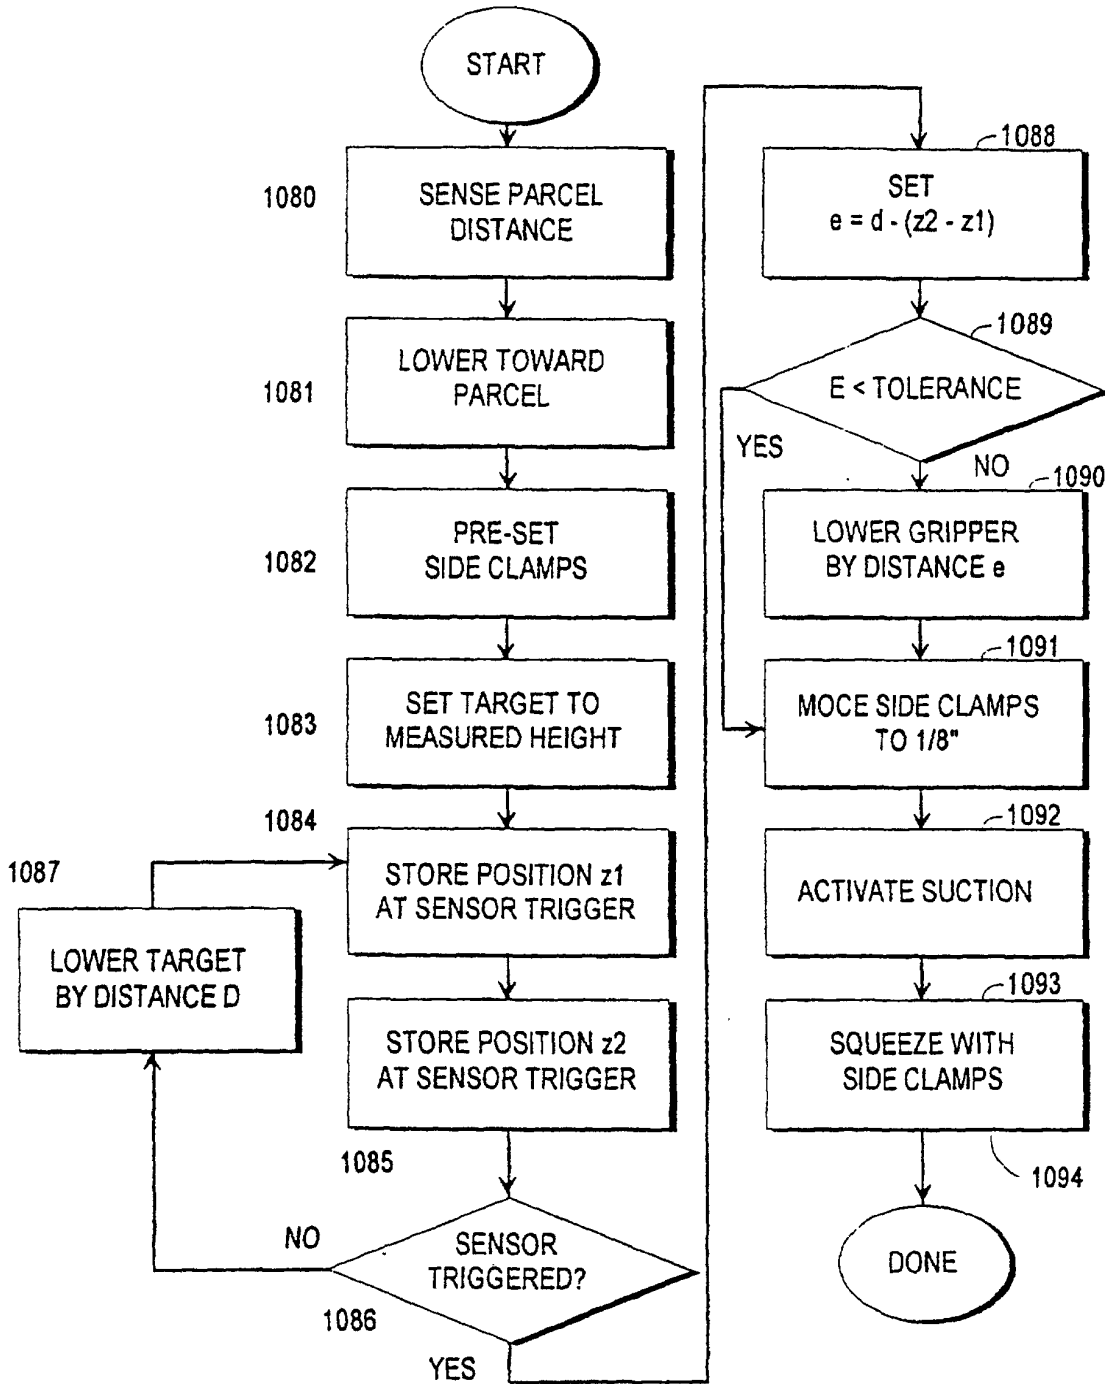 START
1080
SENSE PARCEL
DISTANCE
1081
LOWER TOWARD
PARCEL
1082
PRE-SET
SIDE CLAMPS
1083
SET TARGET TO
MEASURED HEIGHT
1084
STORE POSITION z1
AT SENSOR TRIGGER
1087
LOWER TARGET
BY DISTANCE D
STORE POSITION z2
AT SENSOR TRIGGER
1085
NO
SENSOR
TRIGGERED?
1086
YES
1088
SET
e = d - (z2 - z1)
1089
E < TOLERANCE
YES
NO
1090
LOWER GRIPPER
BY DISTANCE e
1091
MOCE SIDE CLAMPS
TO 1/8"
1092
ACTIVATE SUCTION
1093
SQUEEZE WITH
SIDE CLAMPS
1094
DONE